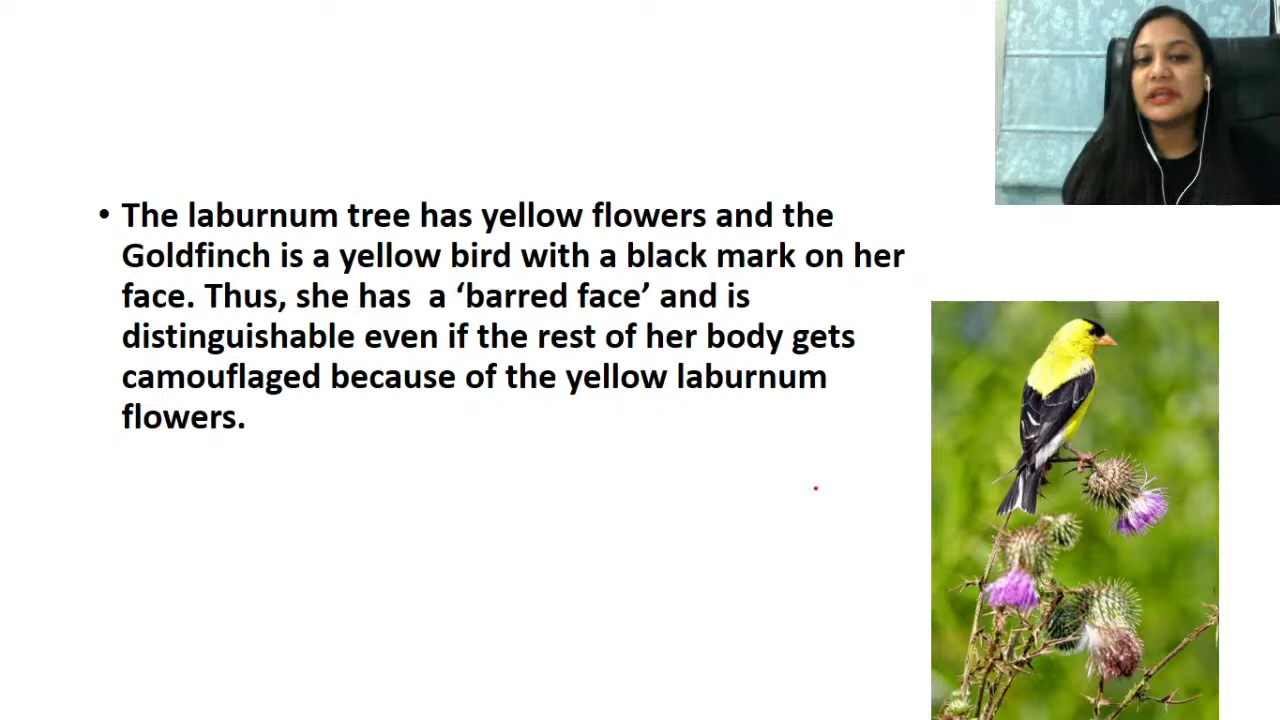 • The laburnum tree has yellow flowers and the
Goldfinch is a yellow bird with a black mark on her
face. Thus, she has  a ‘barred face’ and is
distinguishable even if the rest of her body gets
camouflaged because of the yellow laburnum
flowers.